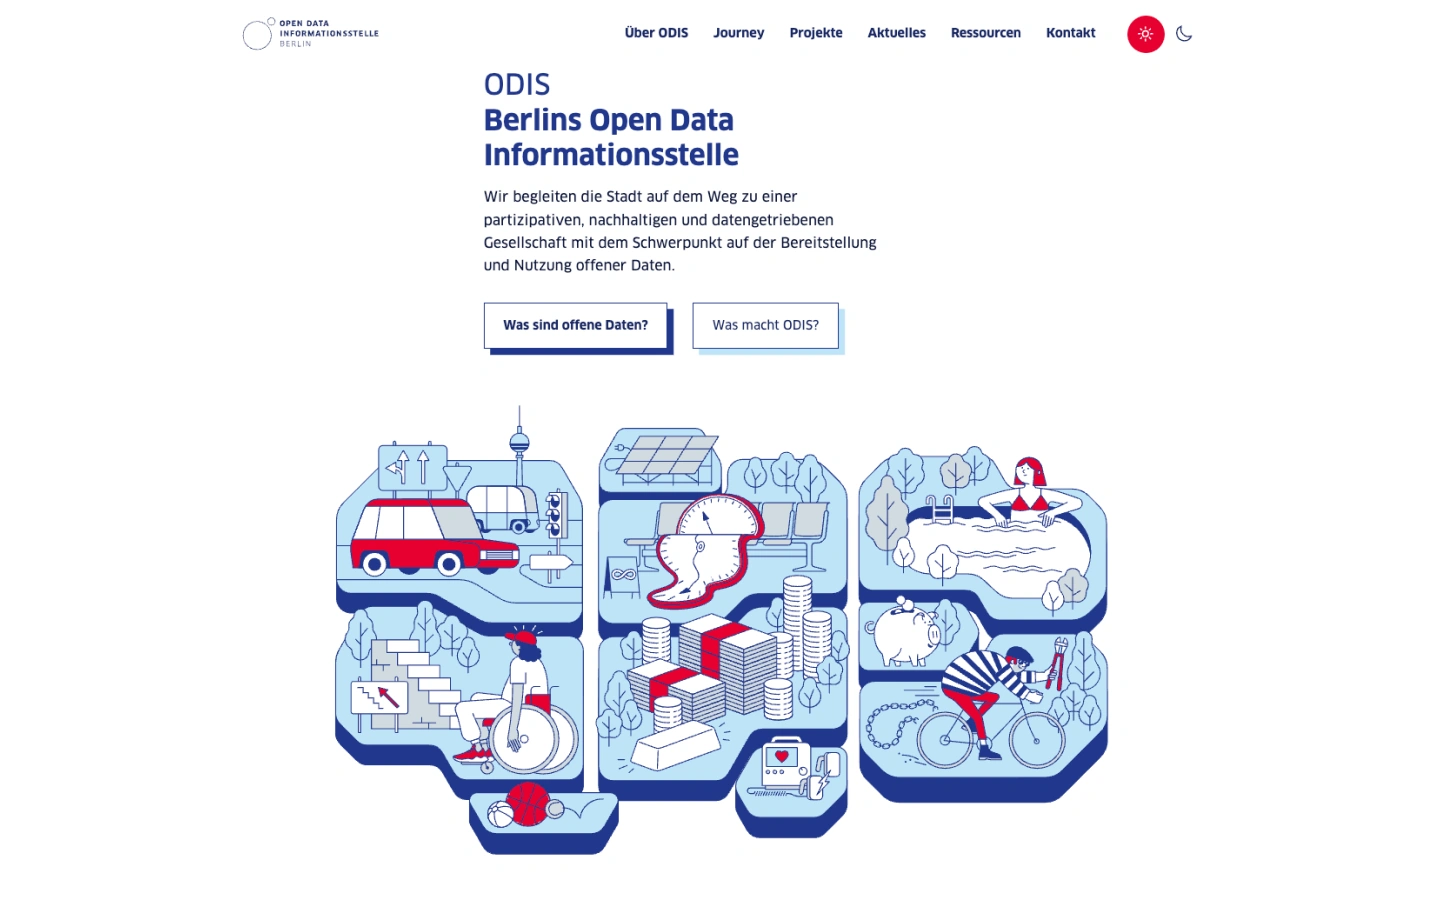 OPEN DATA
INFORMATIONSSTELLE
BERLIN
Über ODIS
Journey
Projekte
Aktuelles
Ressourcen
Kontakt
ODIS
Berlins Open Data
Informationsstelle
Wir begleiten die Stadt auf dem Weg zu einer
partizipativen, nachhaltigen und datengetriebenen
Gesellschaft mit dem Schwerpunkt auf der Bereitstellung
und Nutzung offener Daten.
Was sind offene Daten?
Was macht ODIS?